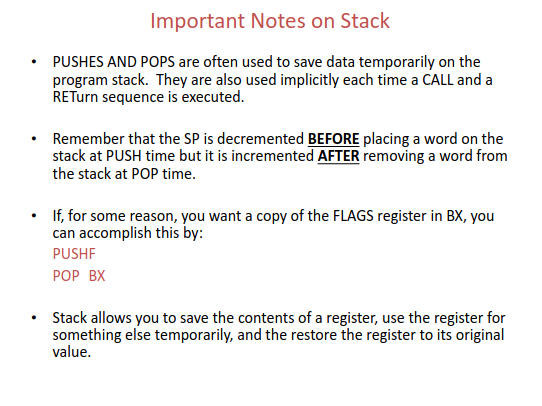 Important Notes on Stack
• PUSHES AND POPS are often used to save data temporarily on the
program stack. They are also used implicitly each time a CALL and a
RETurn sequence is executed.
• Remember that the SP is decremented BEFORE placing a word on the
stack at PUSH time but it is incremented AFTER removing a word from
the stack at POP time.
• If, for some reason, you want a copy of the FLAGS register in BX, you
can accomplish this by:
PUSHF
POP BX
• Stack allows you to save the contents of a register, use the register for
something else temporarily, and the restore the register to its original
value.